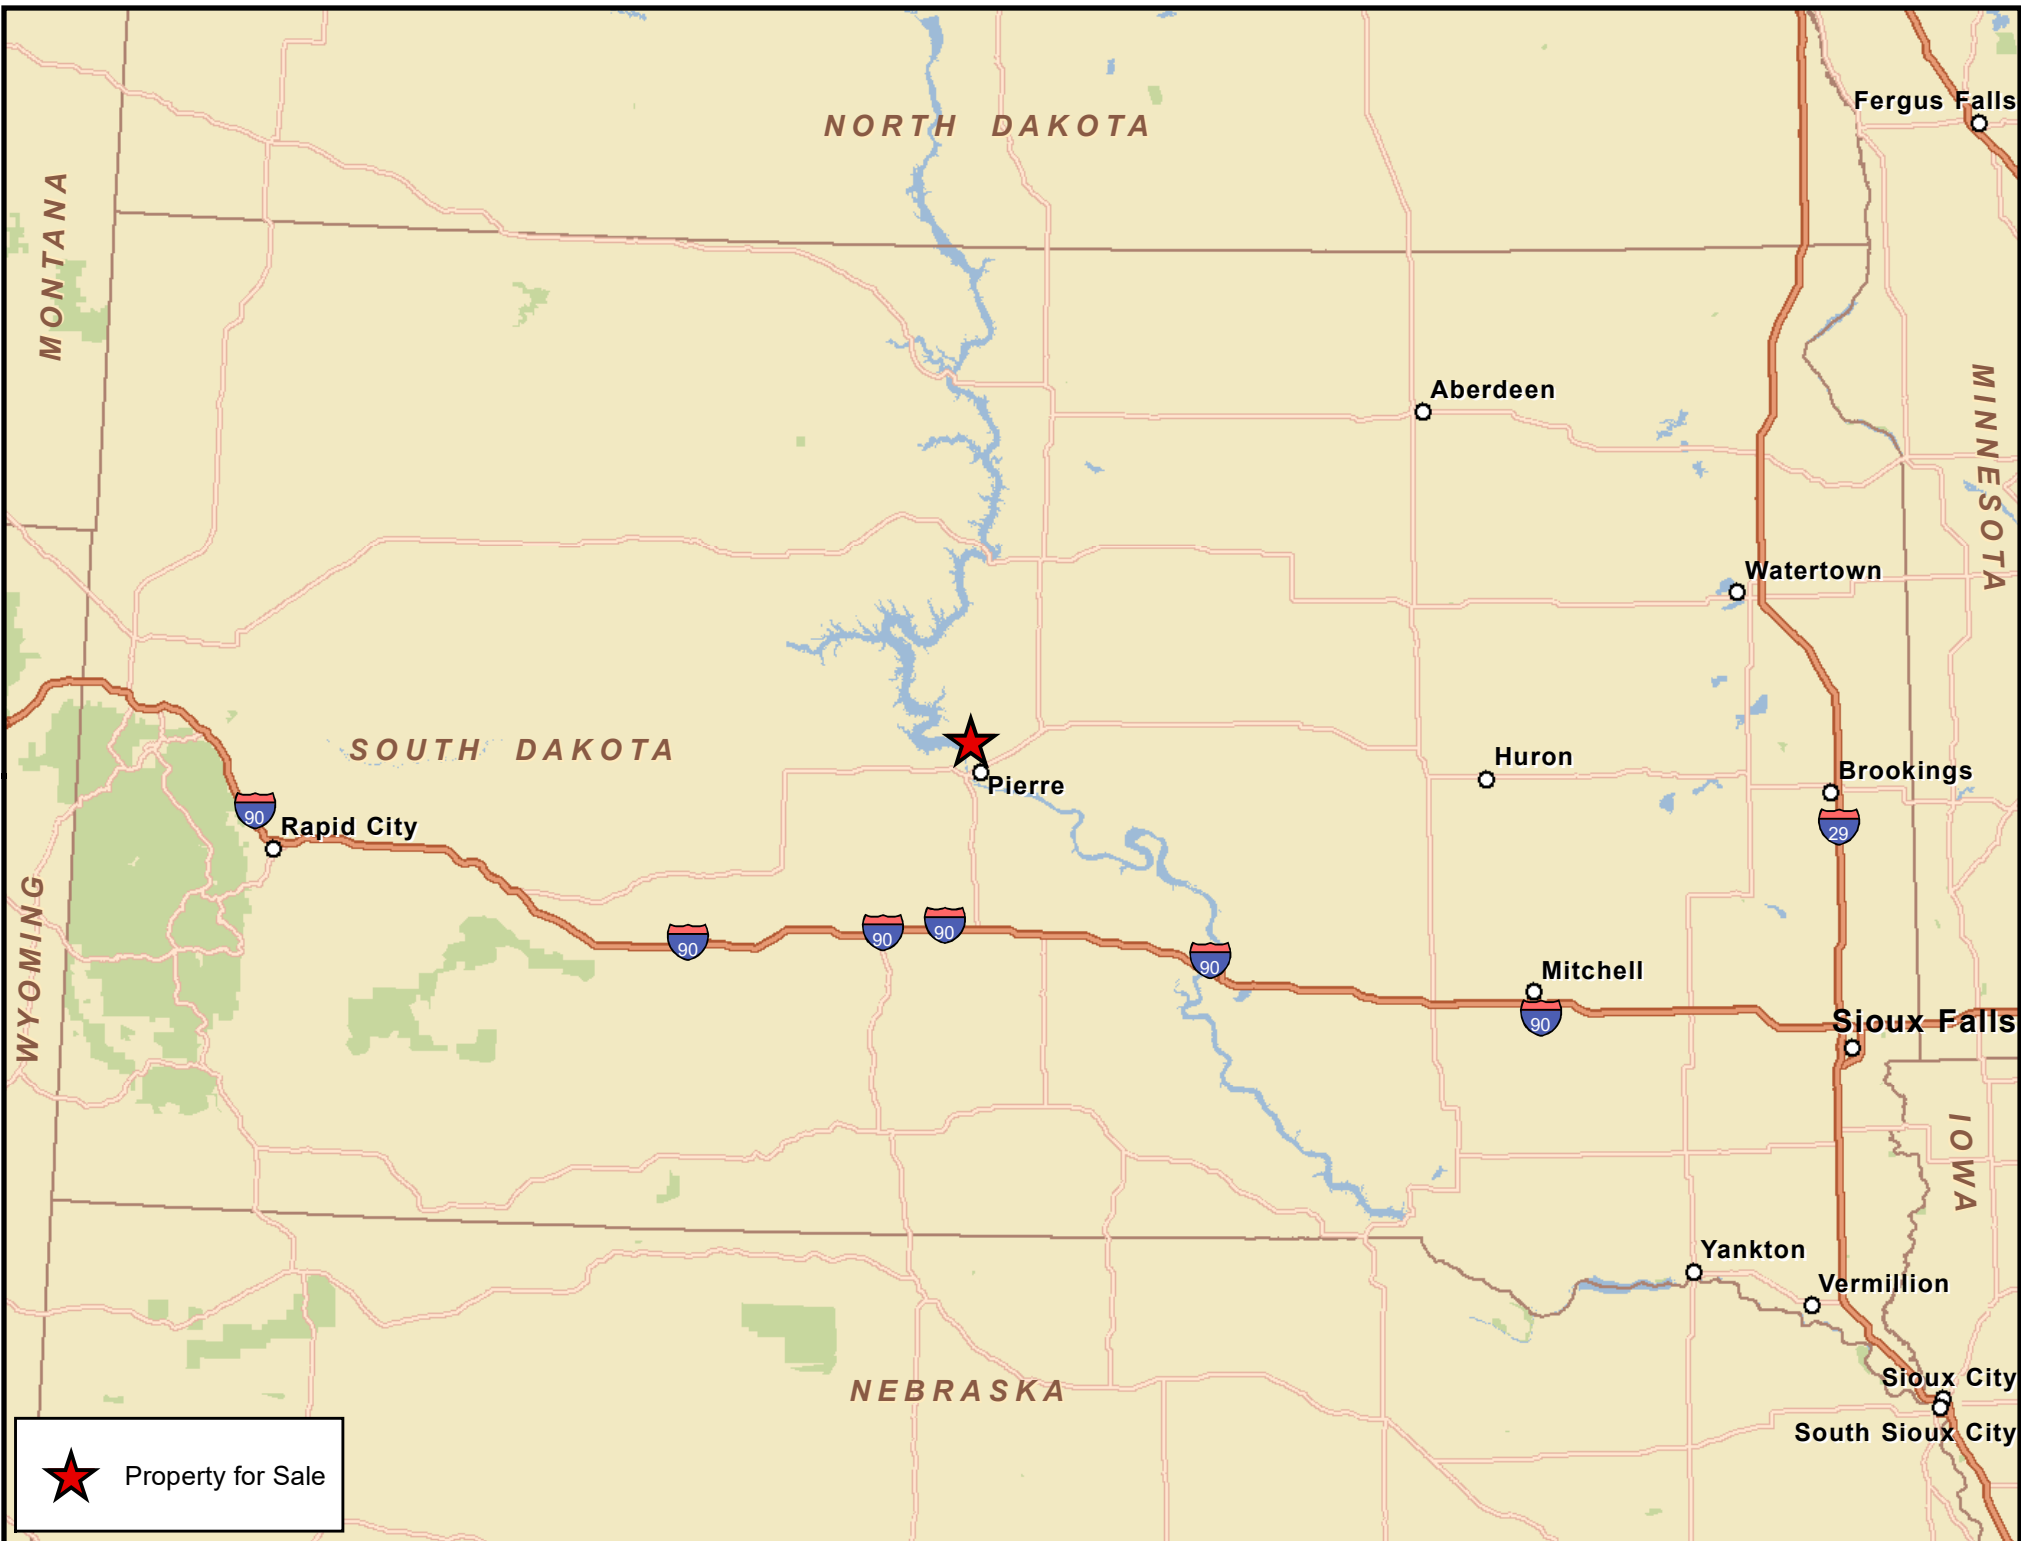 Fergus Falls
NORTH DAKOTA
MONTANA
MINNESOTA
Aberdeen
Watertown
SOUTH DAKOTA
Pierre
Huron
Brookings
90
Rapid City
29
WYOMING
90
90
90
90
Mitchell
90
Sioux Falls
IOWA
Yankton
Vermillion
NEBRASKA
Sioux City
South Sioux City
Property for Sale